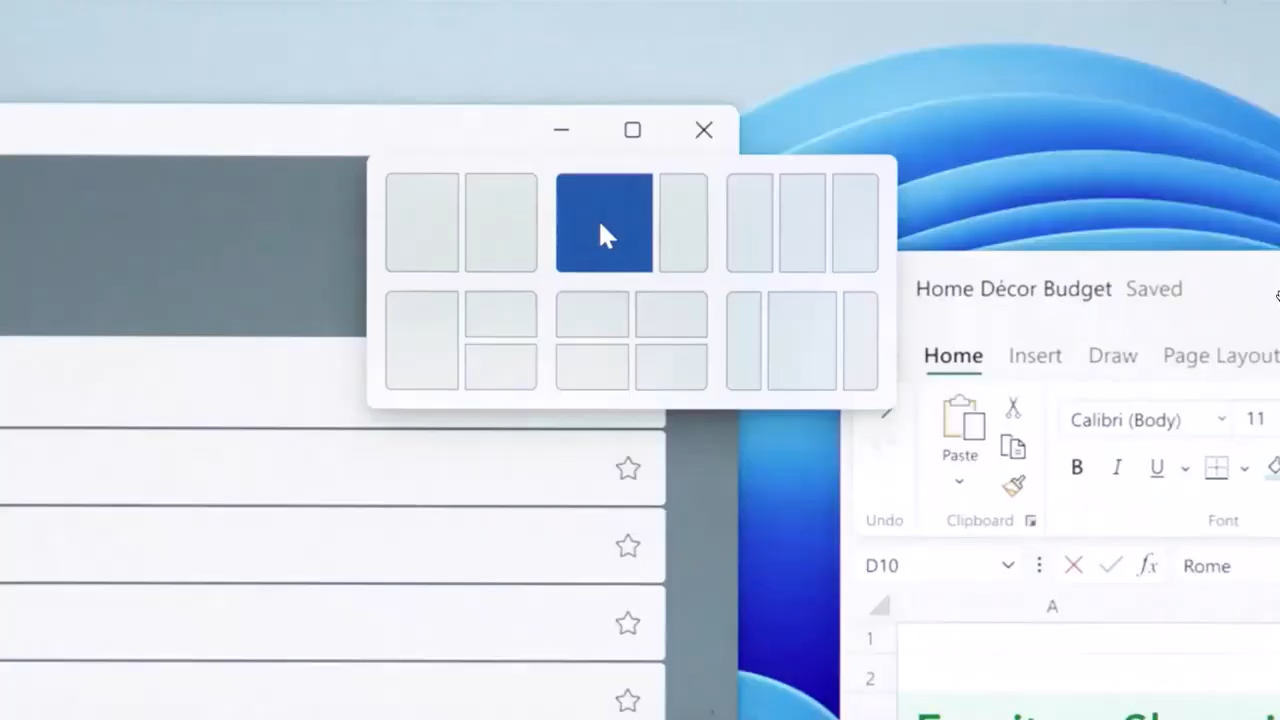 Home Décor Budget Saved
Home Insert Draw Page Layout
Calibri (Body) 11
Paste
B I U
Undo Clipboard Font
D10 fx Rome
A
1
2